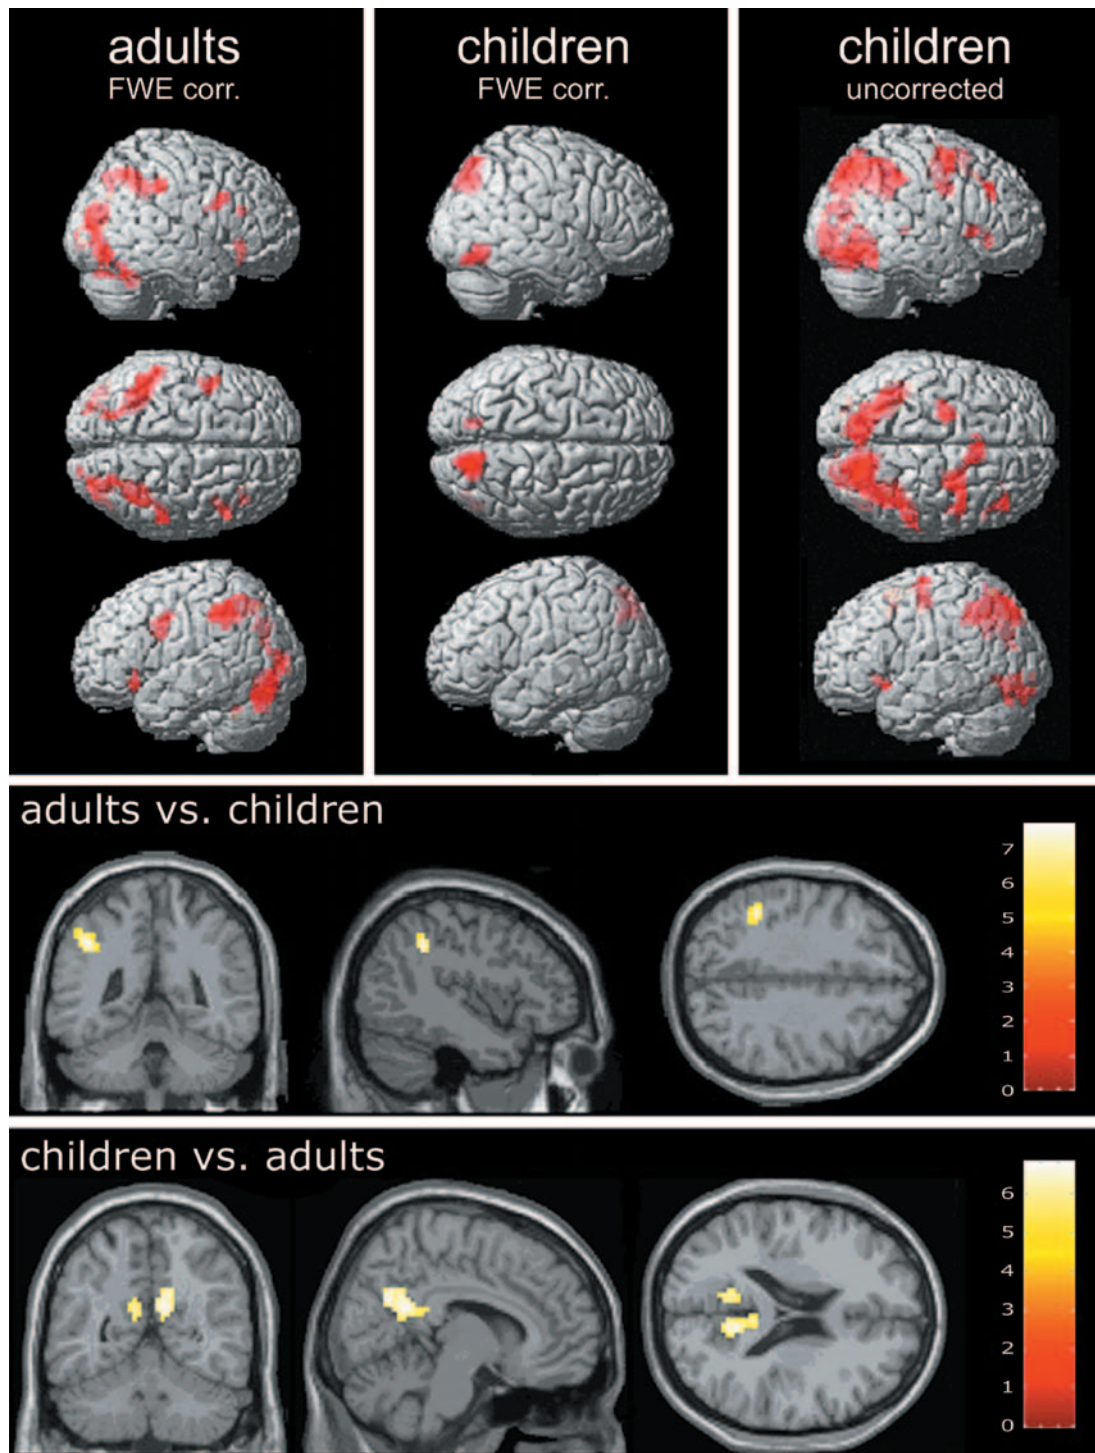 adults
FWE corr.
children
FWE corr.
children
uncorrected
adults vs. children
7
6
5
4
3
2
1
0
children vs. adults
6
5
4
3
2
1
0